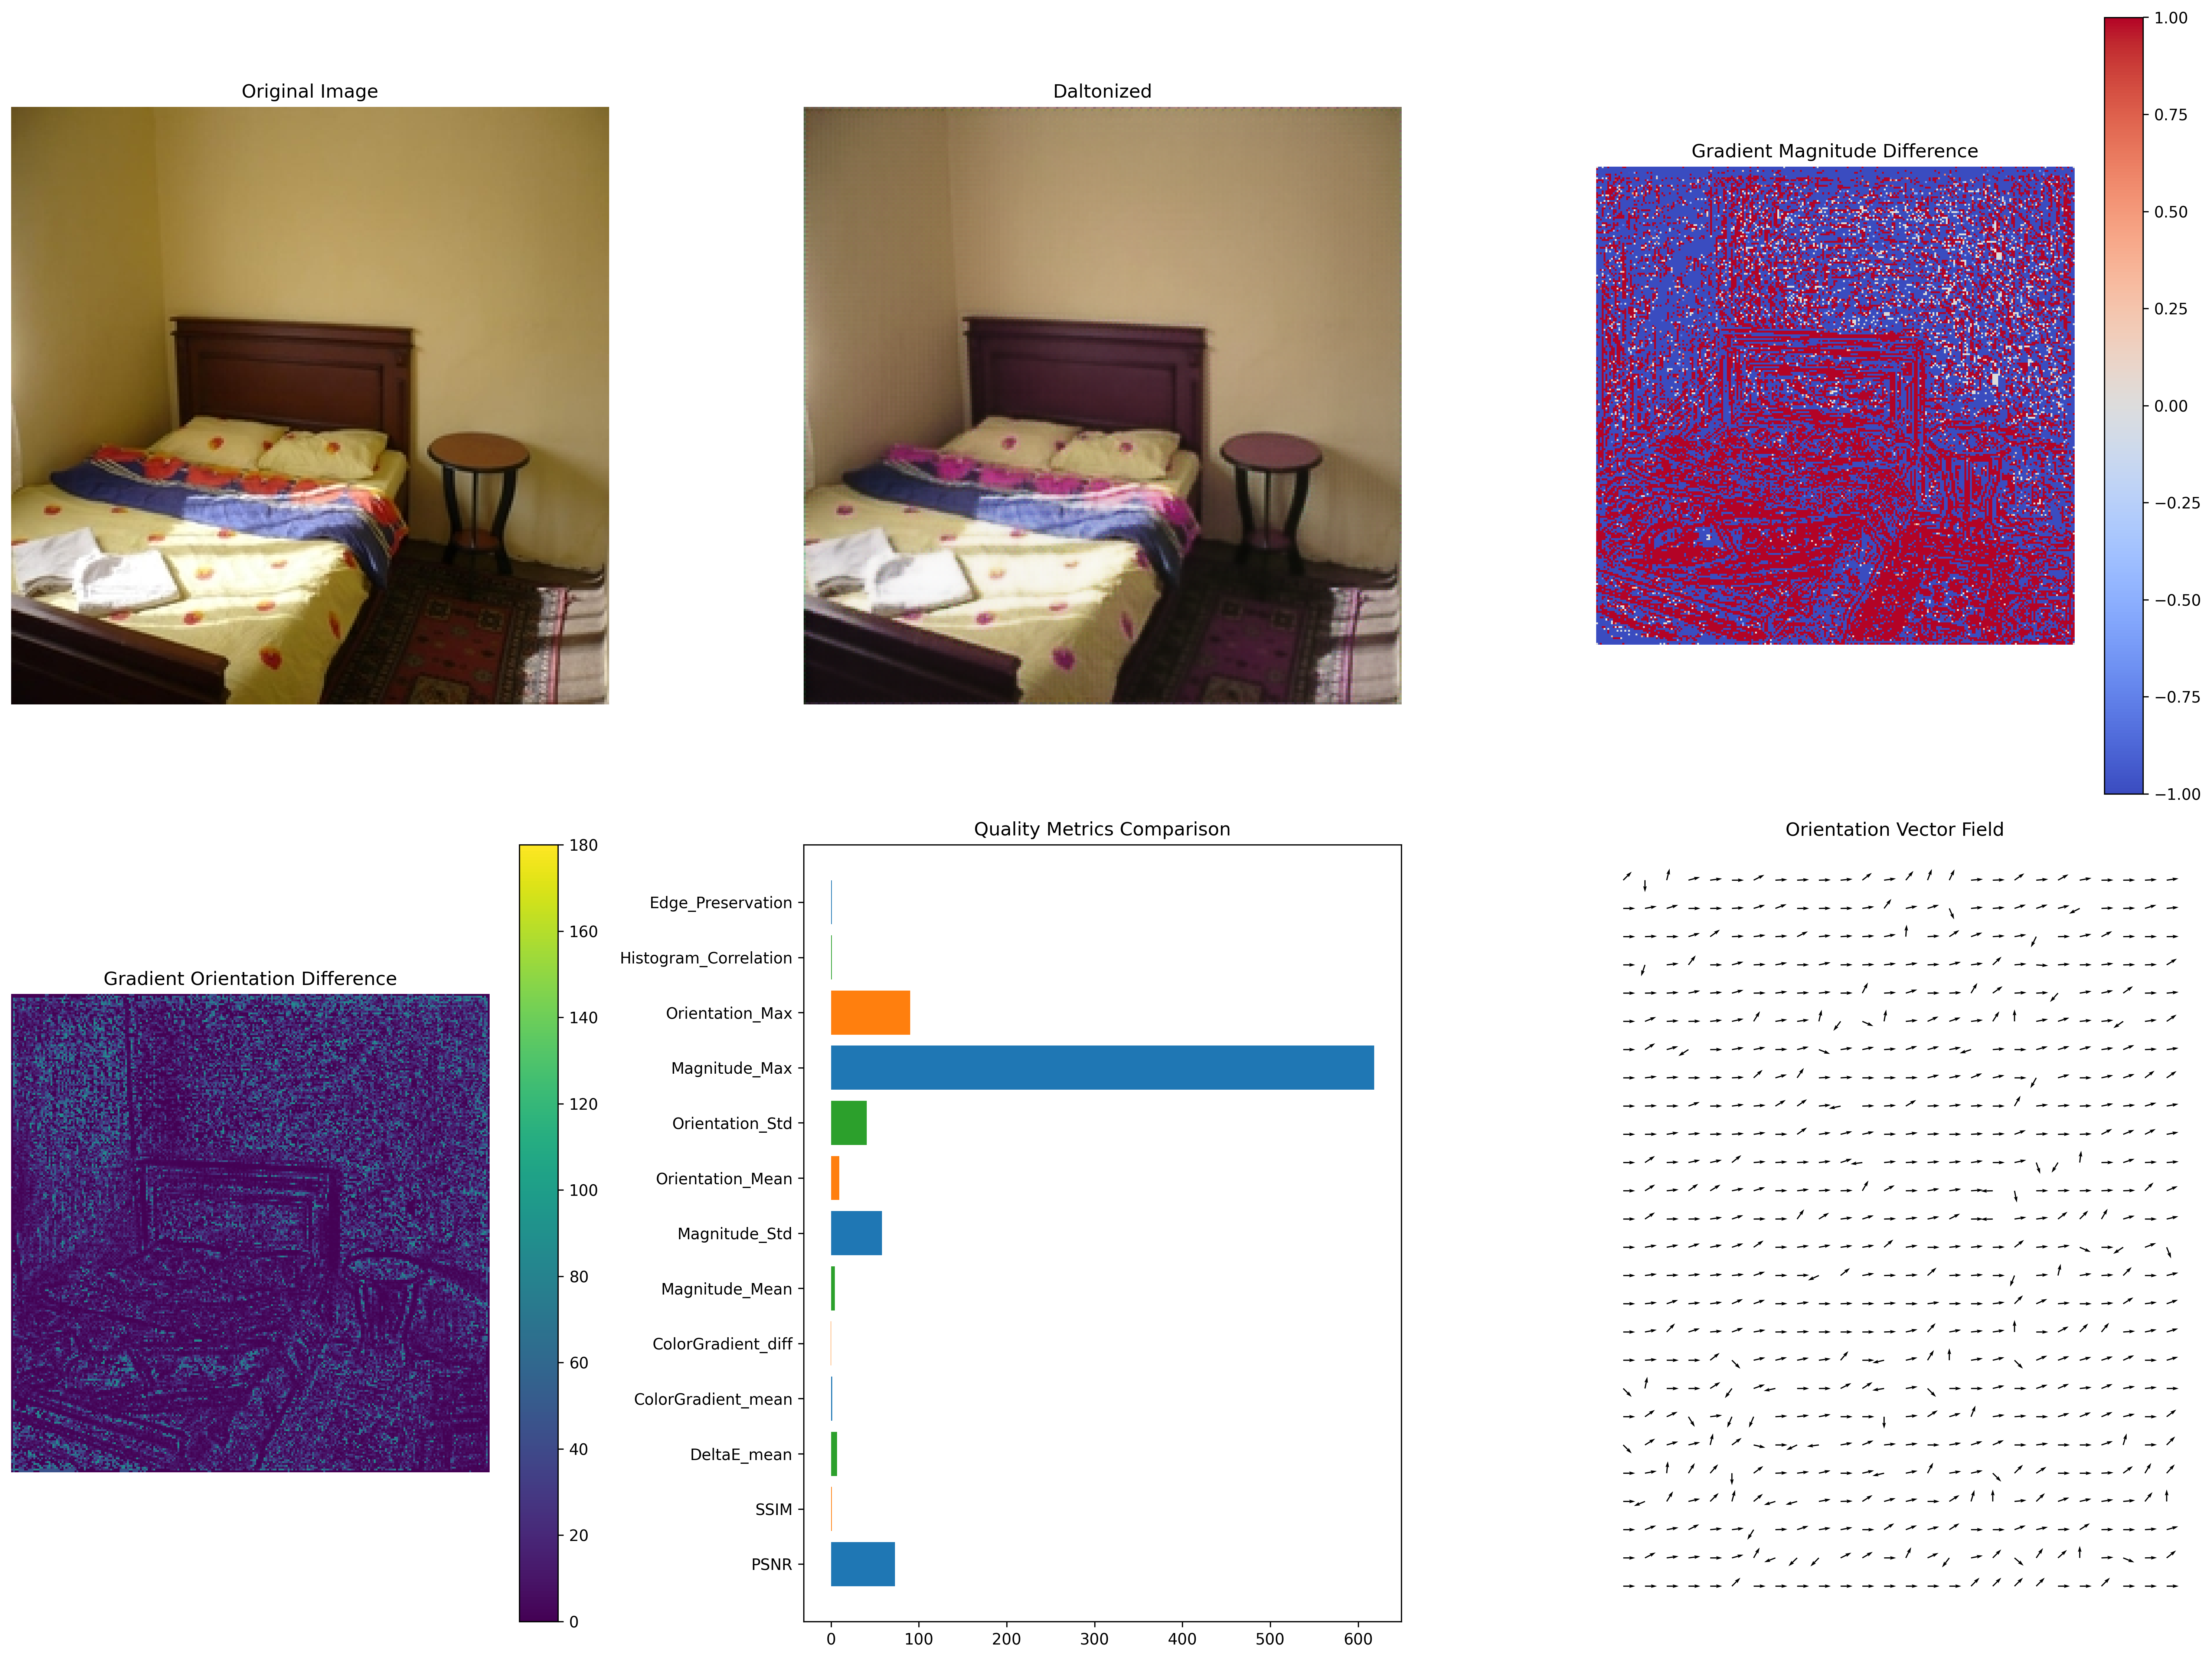 Original Image
Daltonized
Gradient Magnitude Difference
1.00
0.75
0.50
0.25
0.00
−0.25
−0.50
−0.75
−1.00
Gradient Orientation Difference
180
160
140
120
100
80
60
40
20
0
Quality Metrics Comparison
Edge_Preservation
Histogram_Correlation
Orientation_Max
Magnitude_Max
Orientation_Std
Orientation_Mean
Magnitude_Std
Magnitude_Mean
ColorGradient_diff
ColorGradient_mean
DeltaE_mean
SSIM
PSNR
0 100 200 300 400 500 600
Orientation Vector Field